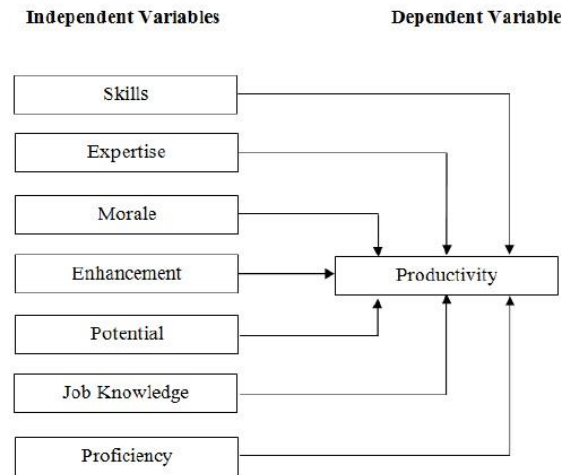 Independent Variables
Dependent Variable
Skills
Expertise
Morale
Enhancement
Productivity
Potential
Job Knowledge
Proficiency